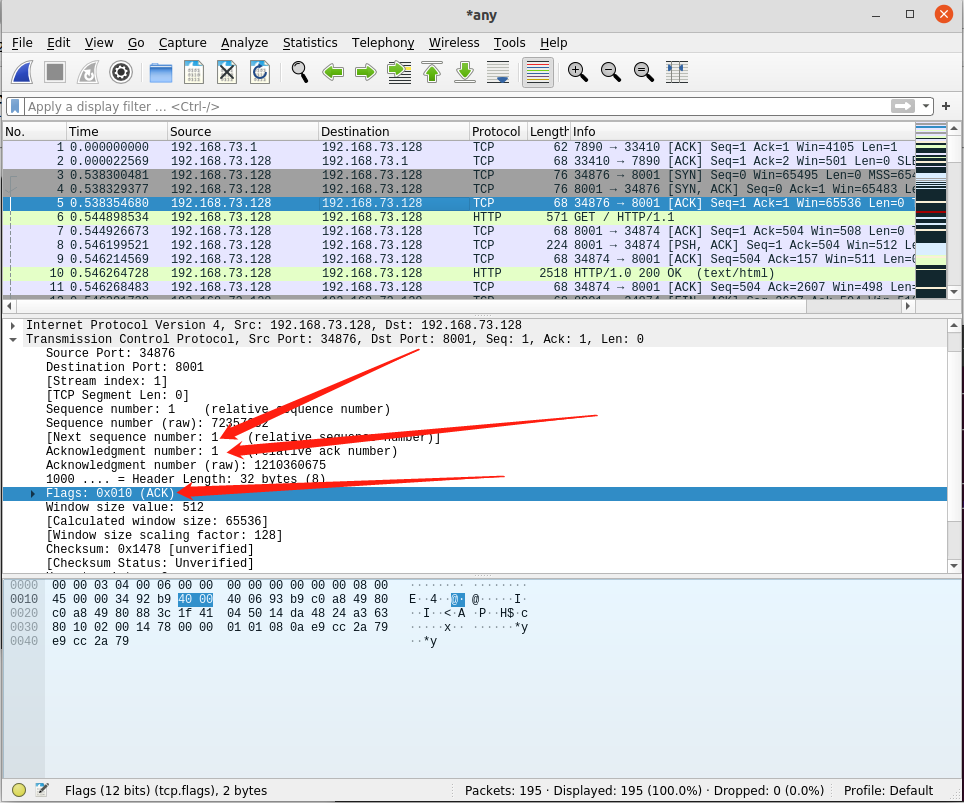 *any
File Edit View Go Capture Analyze Statistics Telephony Wireless Tools Help
Apply a display filter … <Ctrl-/>
No. Time Source Destination Protocol Length Info
1 0.000000000 192.168.73.1 192.168.73.128 TCP 62 7890 → 33410 [ACK] Seq=1 Ack=1 Win=4105 Len=1
2 0.000022569 192.168.73.128 192.168.73.1 TCP 68 33410 → 7890 [ACK] Seq=1 Ack=2 Win=501 Len=0 SLE
3 0.538300481 192.168.73.128 192.168.73.128 TCP 76 34876 → 8001 [SYN] Seq=0 Win=65495 Len=0 MSS=654
4 0.538329377 192.168.73.128 192.168.73.128 TCP 76 8001 → 34876 [SYN, ACK] Seq=0 Ack=1 Win=65483 Le
5 0.538354680 192.168.73.128 192.168.73.128 TCP 68 34876 → 8001 [ACK] Seq=1 Ack=1 Win=65536 Len=0
6 0.544898534 192.168.73.128 192.168.73.128 HTTP 571 GET / HTTP/1.1
7 0.544926673 192.168.73.128 192.168.73.128 TCP 68 8001 → 34874 [ACK] Seq=1 Ack=504 Win=508 Len=0
8 0.546199521 192.168.73.128 192.168.73.128 TCP 224 8001 → 34874 [PSH, ACK] Seq=1 Ack=504 Win=512 Le
9 0.546214569 192.168.73.128 192.168.73.128 TCP 68 34874 → 8001 [ACK] Seq=504 Ack=157 Win=511 Len=0
10 0.546264728 192.168.73.128 192.168.73.128 HTTP 2518 HTTP/1.0 200 OK (text/html)
11 0.546268483 192.168.73.128 192.168.73.128 TCP 68 34874 → 8001 [ACK] Seq=504 Ack=2607 Win=498 Len=
Internet Protocol Version 4, Src: 192.168.73.128, Dst: 192.168.73.128
Transmission Control Protocol, Src Port: 34876, Dst Port: 8001, Seq: 1, Ack: 1, Len: 0
Source Port: 34876
Destination Port: 8001
[Stream index: 1]
[TCP Segment Len: 0]
Sequence number: 1 (relative sequence number)
Sequence number (raw):
[Next sequence number: 1 (relative sequence number)]
Acknowledgment number: 1 (relative ack number)
Acknowledgment number (raw): 1210360675
1000 .... = Header Length: 32 bytes (8)
Flags: 0x010 (ACK)
Window size value: 512
[Calculated window size: 65536]
[Window size scaling factor: 128]
Checksum: 0x1478 [unverified]
[Checksum Status: Unverified]
0000 00 00 03 04 00 06 00 00 00 00 00 00 00 00 08 00 ········ ········
0010 45 00 00 34 92 b9 40 00 40 06 93 b9 c0 a8 49 80 E··4··@· @·····I·
0020 c0 a8 49 80 88 3c 1f 41 04 50 14 da 48 24 a3 63 ··I··<·A ·P··H$·c
0030 80 10 02 00 14 78 00 00 01 01 08 0a e9 cc 2a 79 ·····x·· ······*y
0040 e9 cc 2a 79 ··*y
Flags (12 bits) (tcp.flags), 2 bytes Packets: 195 · Displayed: 195 (100.0%) · Dropped: 0 (0.0%) Profile: Default